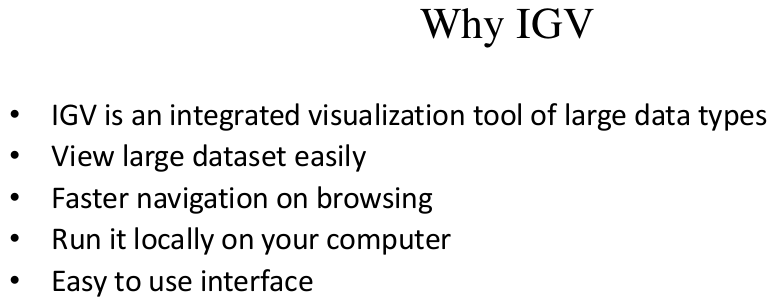 Why IGV
• IGV is an integrated visualization tool of large data types
• View large dataset easily
• Faster navigation on browsing
• Run it locally on your computer
• Easy to use interface